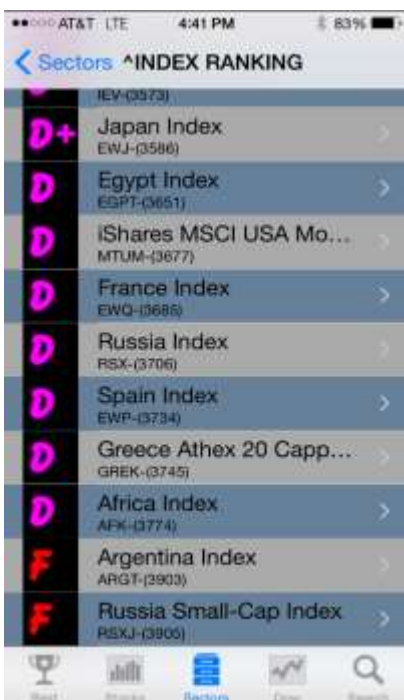 AT&T LTE 4:41 PM 83%
Sectors ^INDEX RANKING
IEV-(3573)
D+ Japan Index
EWJ-(3586)
D Egypt Index
EGPT-(3651)
D iShares MSCI USA Mo...
MTUM-(3677)
D France Index
EWQ-(3685)
D Russia Index
RSX-(3706)
D Spain Index
EWP-(3734)
D Greece Athex 20 Capp...
GREK-(3745)
D Africa Index
AFK-(3774)
F Argentina Index
ARGT-(3903)
F Russia Small-Cap Index
RSXJ-(3905)
Best Stocks Sectors Search